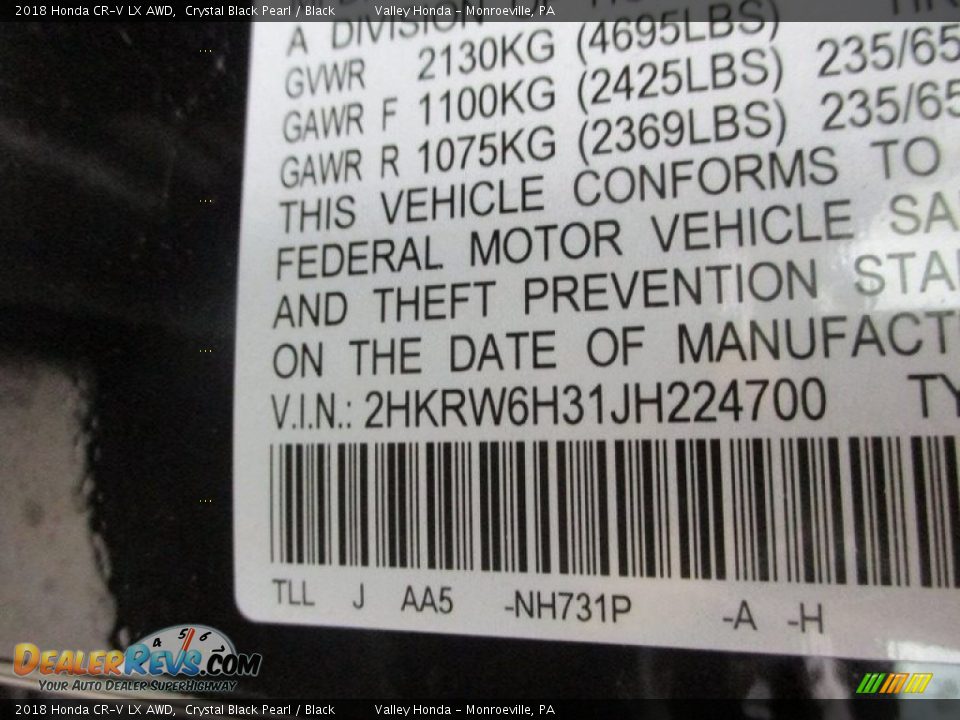 2018 Honda CR-V LX AWD,  Crystal Black Pearl / Black    Valley Honda - Monroeville, PA
A DIVISION
GVWR 2130KG (4695LBS)
GAWR F 1100KG (2425LBS) 235/65
GAWR R 1075KG (2369LBS) 235/65
THIS VEHICLE CONFORMS TO
FEDERAL MOTOR VEHICLE SA
AND THEFT PREVENTION STA
ON THE DATE OF MANUFACT
V.I.N.: 2HKRW6H31JH224700 TY
TLL J AA5 -NH731P -A -H
4 5 6
DEALERREVS.COM
YOUR AUTO DEALER SUPERHIGHWAY
2018 Honda CR-V LX AWD,  Crystal Black Pearl / Black    Valley Honda - Monroeville, PA